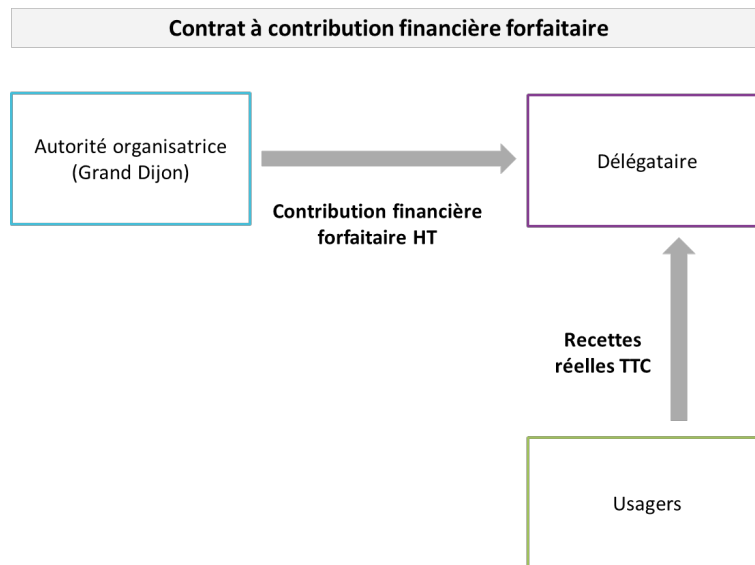 Contrat à contribution financière forfaitaire
Autorité organisatrice
(Grand Dijon)
Délégataire
Contribution financière
forfaitaire HT
Recettes
réelles TTC
Usagers